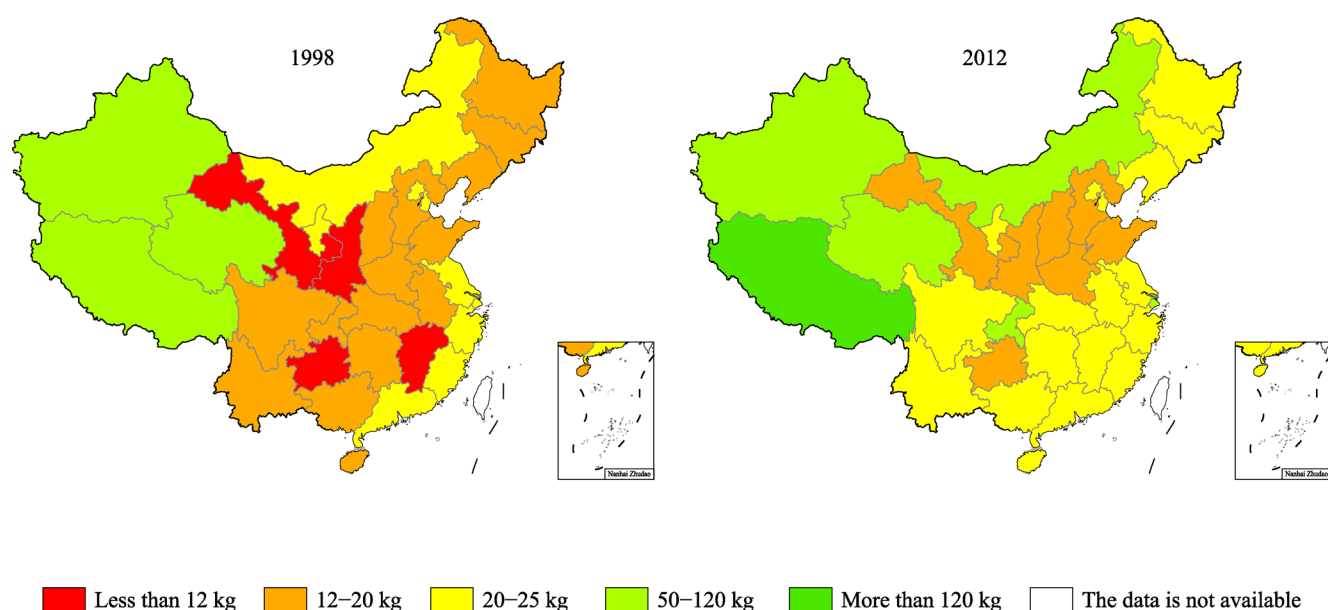 1998
2012
Nanhai Zhudao
Nanhai Zhudao
Less than 12 kg
12−20 kg
20−25 kg
50−120 kg
More than 120 kg
The data is not available